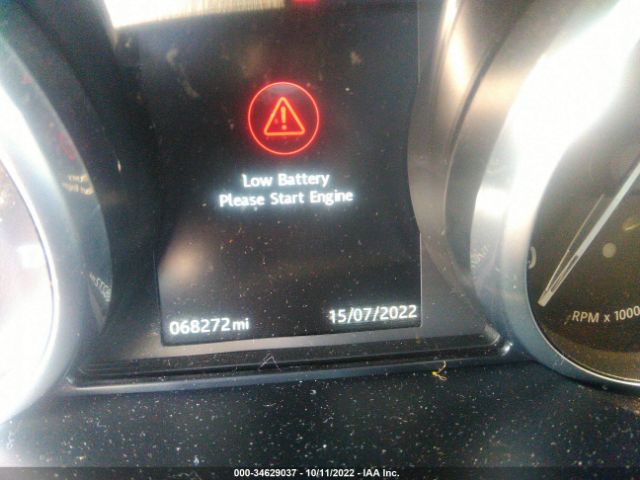 Low Battery
Please Start Engine
068272mi
15/07/2022
RPM x 1000
000-34629037 - 10/11/2022 - IAA Inc.